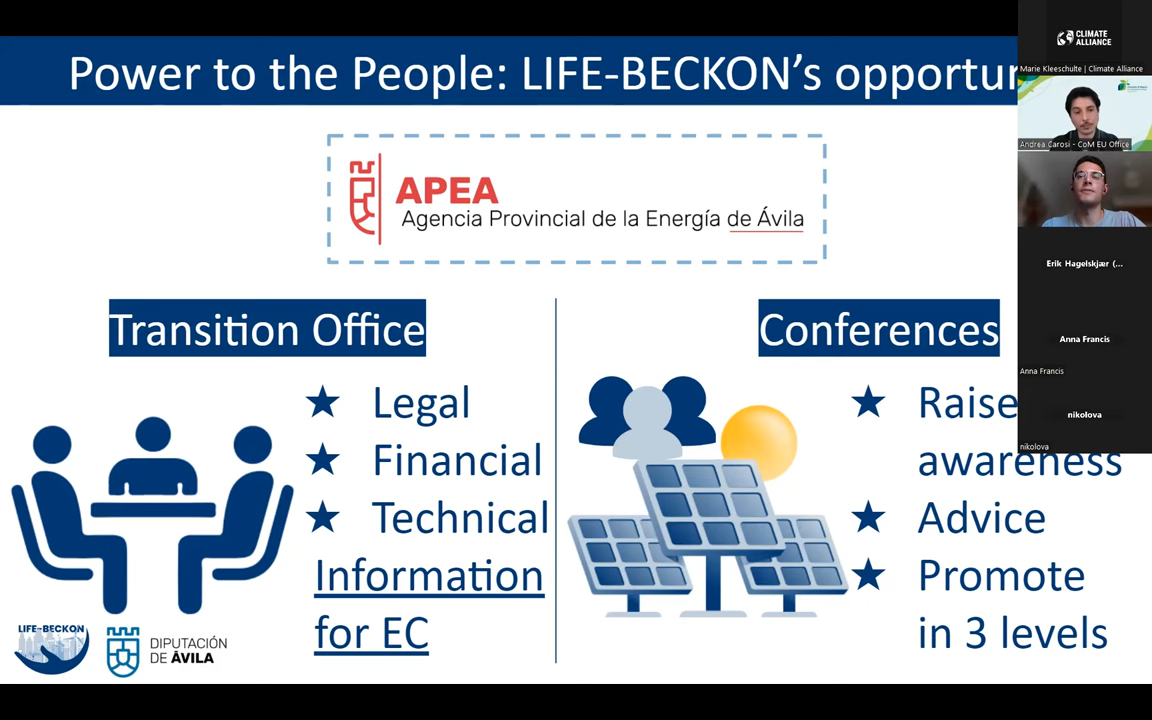 Power to the People: LIFE-BECKON's opportu
CLIMATE
ALLIANCE
Marie Kleeschulte | Climate Alliance
Andrea Carosi - CoM EU Office
Erik Hagelskjær (...
Anna Francis
Anna Francis
nikolova
nikolova
APEA
Agencia Provincial de la Energía de Ávila
Transition Office
★ Legal
★ Financial
★ Technical
Information
for EC
Conferences
★ Raise
awareness
★ Advice
★ Promote
in 3 levels
LIFE-BECKON
DIPUTACIÓN
DE ÁVILA